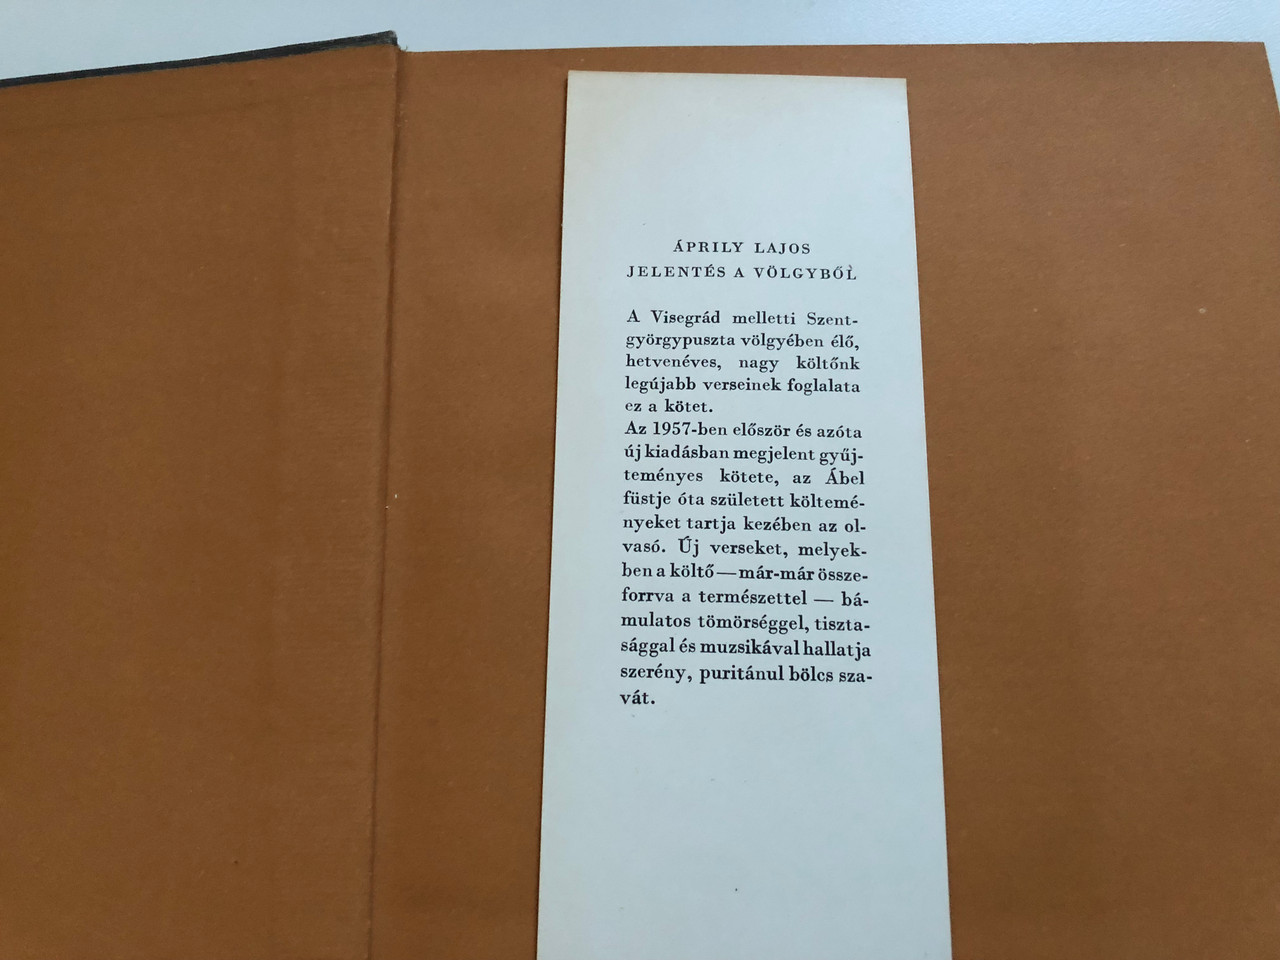 ÁPRILY LAJOS
JELENTÉS A VÖLGYBŐL
A Visegrád melletti Szent-
györgypuszta völgyében élő,
hetvenéves, nagy költőnk
legújabb verseinek foglalata
ez a kötet.
Az 1957-ben először és azóta
új kiadásban megjelent gyűj-
teményes kötete, az Ábel
füstje óta született költemé-
nyeket tartja kezében az ol-
vasó. Új verseket, melyek-
ben a költő — már-már össze-
forrva a természettel — bá-
mulatos tömörséggel, tiszta-
sággal és muzsikával hallatja
szerény, puritánul bölcs sza-
vát.